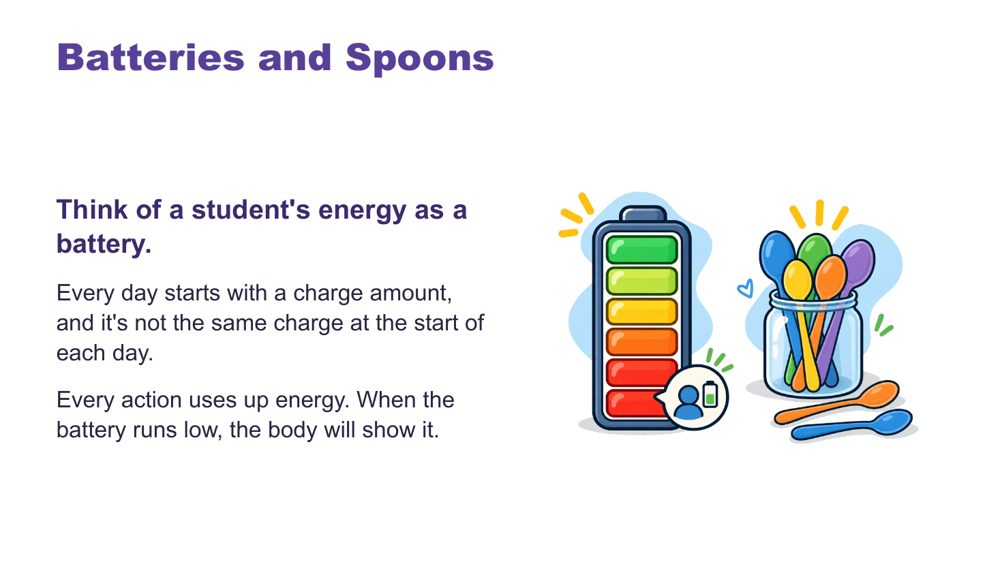 Batteries and Spoons
Think of a student's energy as a
battery.
Every day starts with a charge amount,
and it's not the same charge at the start of
each day.
Every action uses up energy. When the
battery runs low, the body will show it.